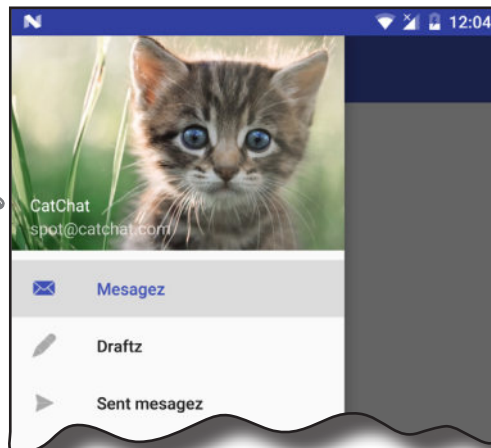 12:04
CatChat
spot@catchat.com
Mesagez
Draftz
Sent mesagez